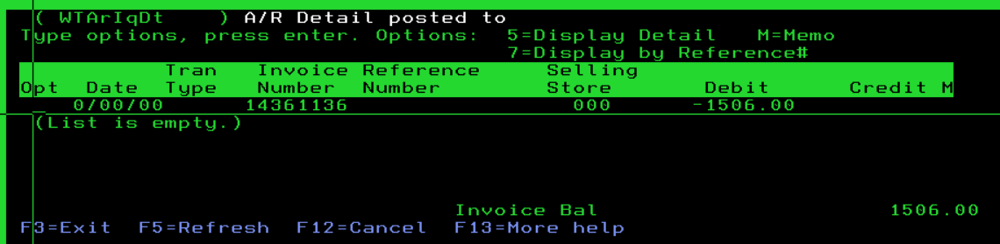 ( WTArIqDt     ) A/R Detail posted to
Type options, press enter. Options:  5=Display Detail   M=Memo
7=Display by Reference#
Tran   Invoice Reference     Selling
Opt  Date  Type   Number  Number        Store       Debit      Credit M
_  0/00/00      14361136                 000      -1506.00
(List is empty.)
Invoice Bal                      1506.00
F3=Exit  F5=Refresh  F12=Cancel  F13=More help